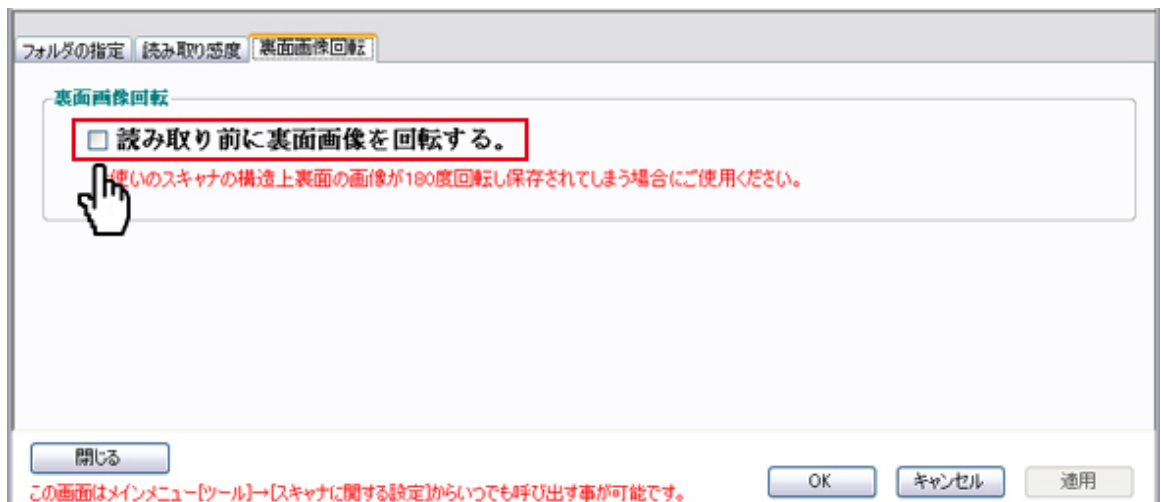 フォルダの指定 読み取り感度 裏面画像回転
裏面画像回転
読み取り前に裏面画像を回転する。
使いのスキャナの構造上裏面の画像が180度回転し保存されてしまう場合にご使用ください。
閉じる
OK キャンセル 適用
この画面はメインメニュー[ツール]→[スキャナに関する設定]からいつでも呼び出す事が可能です。